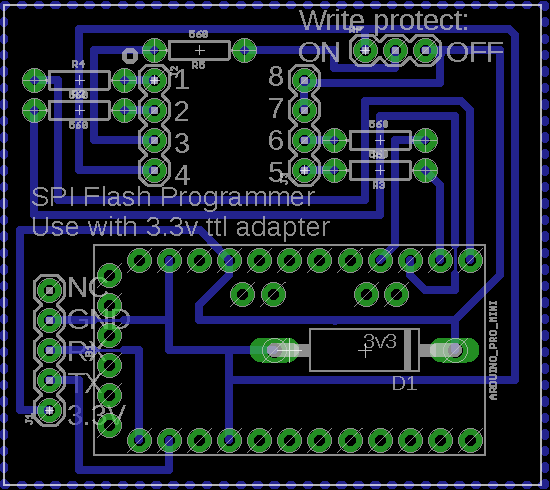 Write protect:
ON OFF
560
R5
R4
560
560
1 8
2 7
3 6
4 5
560
R3
SPI Flash Programmer
Use with 3.3v ttl adapter
NC
GND
RX
TX
3.3V
3v3
D1
ARDUINO_PRO_MINI